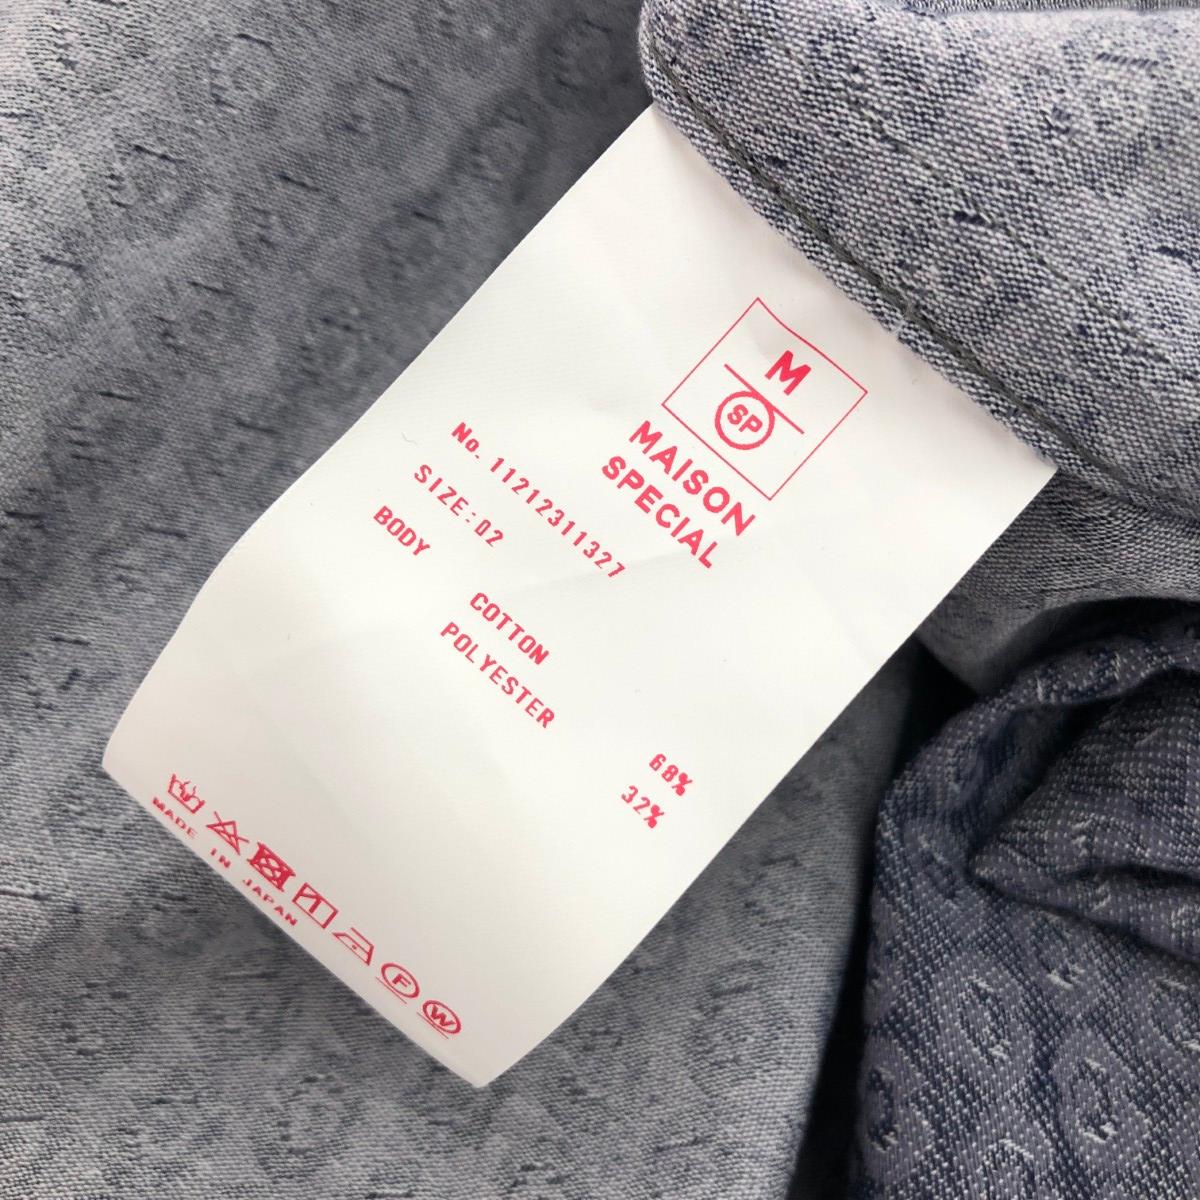 M
SP
MAISON
SPECIAL
No. 11212311327
SIZE:02
BODY
COTTON 68%
POLYESTER 32%
F W
MADE IN JAPAN